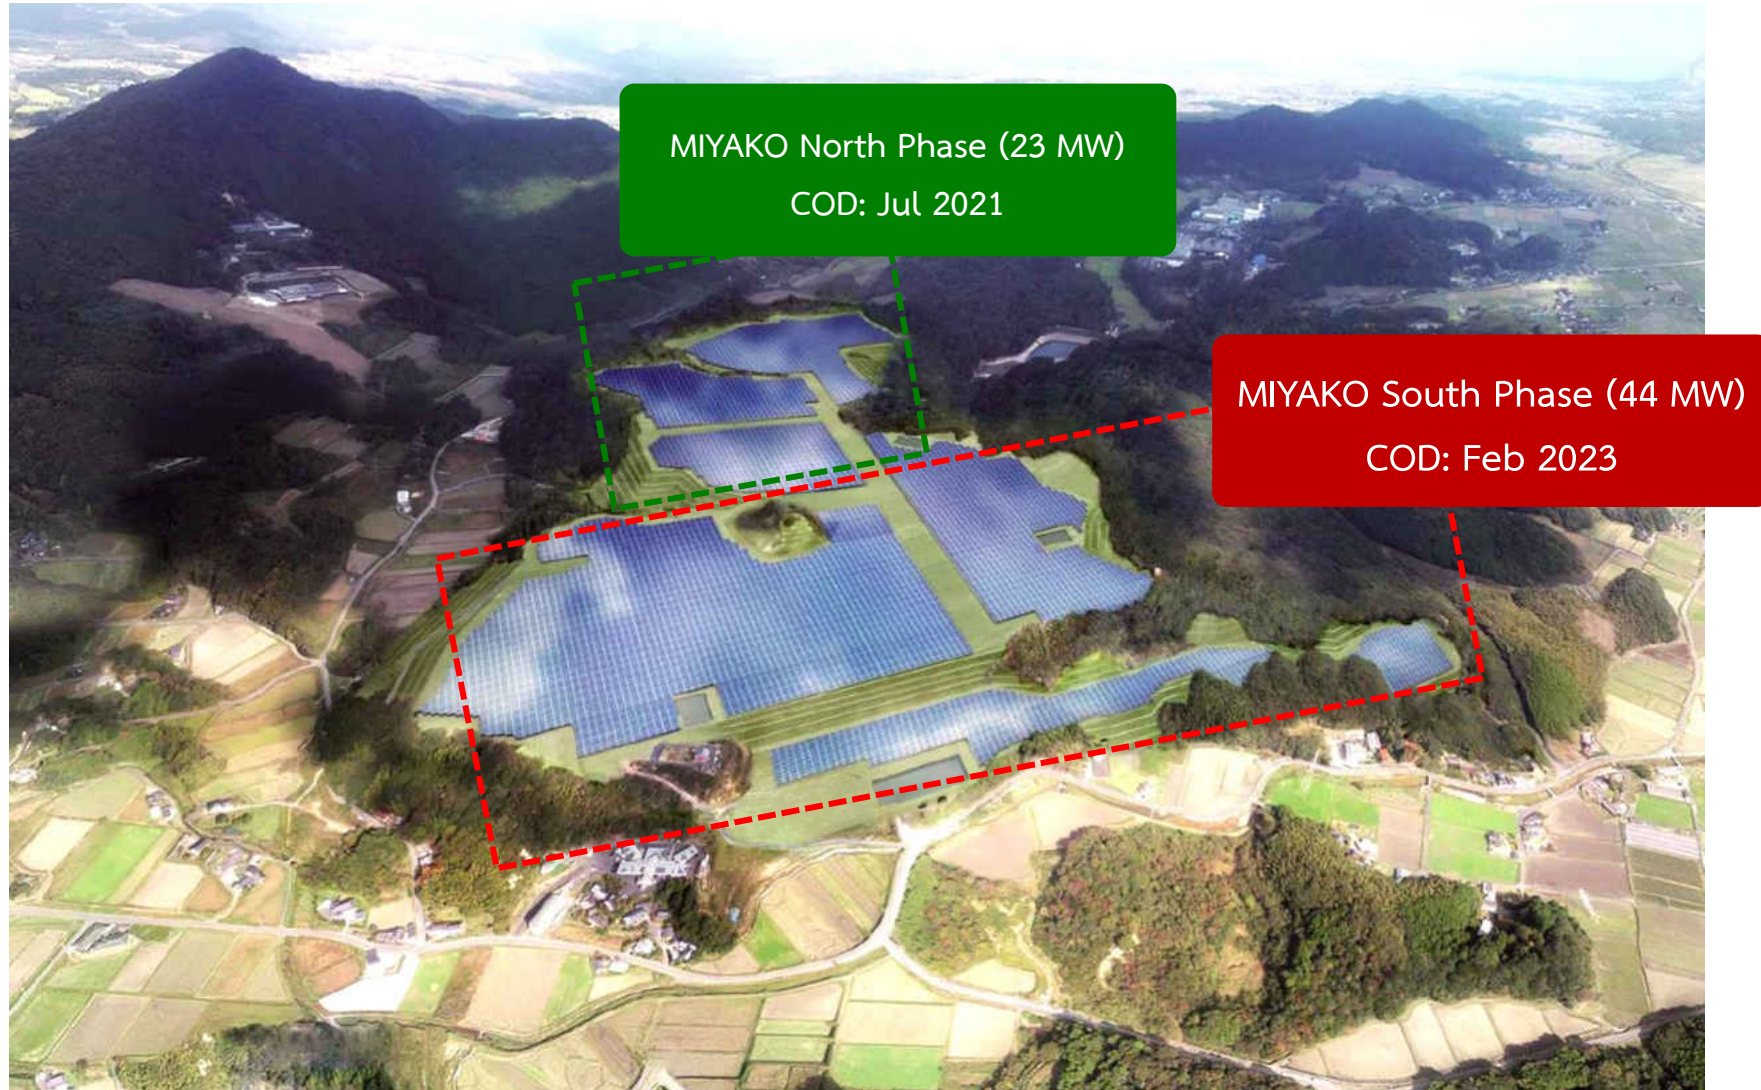 MIYAKO North Phase (23 MW)
COD: Jul 2021
MIYAKO South Phase (44 MW)
COD: Feb 2023